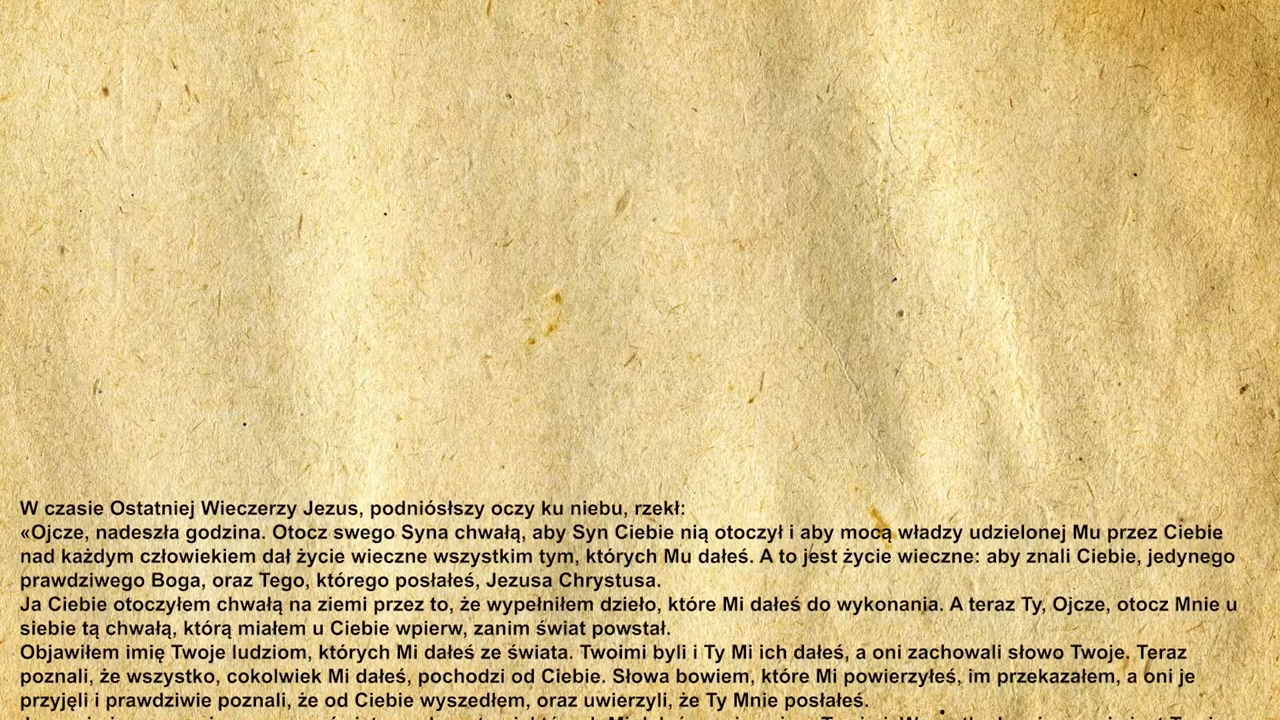 W czasie Ostatniej Wieczerzy Jezus, podniósłszy oczy ku niebu, rzekł:
«Ojcze, nadeszła godzina. Otocz swego Syna chwałą, aby Syn Ciebie nią otoczył i aby mocą władzy udzielonej Mu przez Ciebie
nad każdym człowiekiem dał życie wieczne wszystkim tym, których Mu dałeś. A to jest życie wieczne: aby znali Ciebie, jedynego
prawdziwego Boga, oraz Tego, którego posłałeś, Jezusa Chrystusa.
Ja Ciebie otoczyłem chwałą na ziemi przez to, że wypełniłem dzieło, które Mi dałeś do wykonania. A teraz Ty, Ojcze, otocz Mnie u
siebie tą chwałą, którą miałem u Ciebie wpierw, zanim świat powstał.
Objawiłem imię Twoje ludziom, których Mi dałeś ze świata. Twoimi byli i Ty Mi ich dałeś, a oni zachowali słowo Twoje. Teraz
poznali, że wszystko, cokolwiek Mi dałeś, pochodzi od Ciebie. Słowa bowiem, które Mi powierzyłeś, im przekazałem, a oni je
przyjęli i prawdziwie poznali, że od Ciebie wyszedłem, oraz uwierzyli, że Ty Mnie posłałeś.